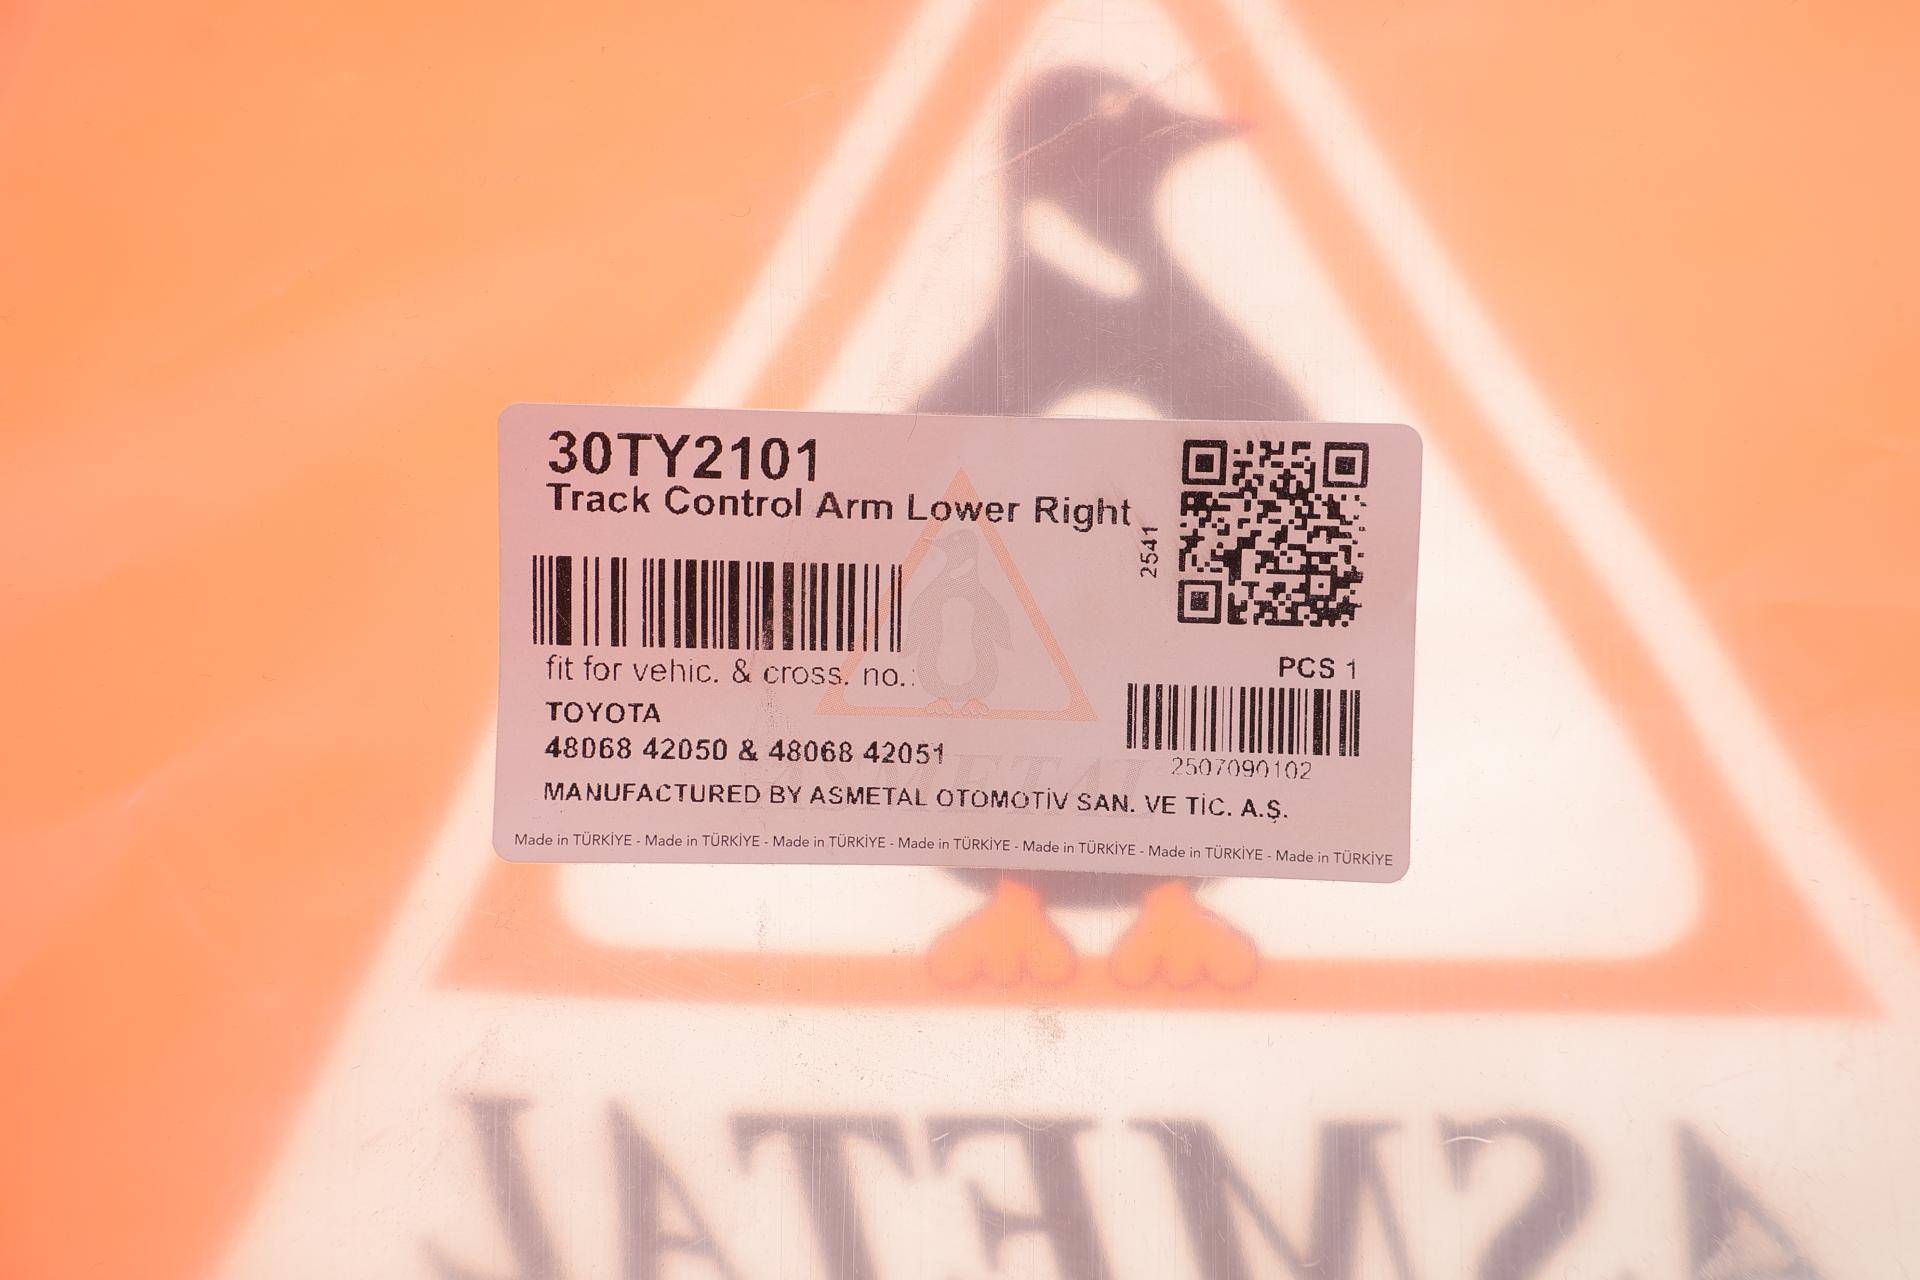 30TY2101
Track Control Arm Lower Right
2541
fit for vehic. & cross. no.:
PCS 1
TOYOTA
48068 42050 & 48068 42051
2507090102
ASMETAL
MANUFACTURED BY ASMETAL OTOMOTİV SAN. VE TİC. A.Ş.
Made in TÜRKİYE - Made in TÜRKİYE - Made in TÜRKİYE - Made in TÜRKİYE - Made in TÜRKİYE - Made in TÜRKİYE - Made in TÜRKİYE
ASMETAL